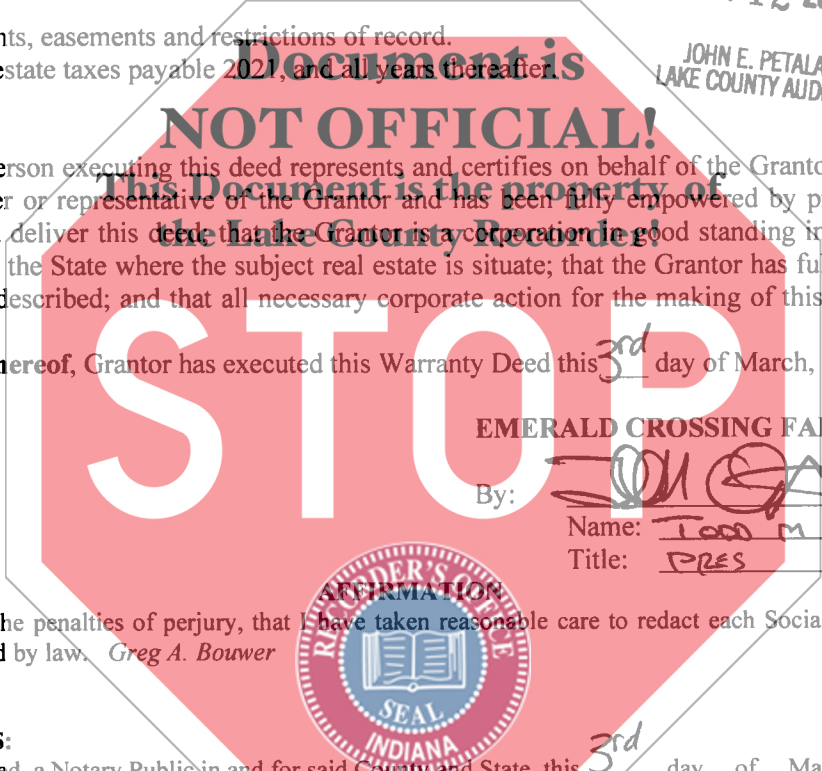 nts, easements and restrictions of record.
estate taxes payable 2021, and all years thereafter.
JOHN E. PETALA
LAKE COUNTY AUD
Document is
NOT OFFICIAL!
This Document is the property of
the Lake County Recorder!
erson executing this deed represents and certifies on behalf of the Granto
er or representative of the Grantor and has been fully empowered by p
deliver this deed; that the Grantor is a corporation in good standing in
the State where the subject real estate is situate; that the Grantor has ful
described; and that all necessary corporate action for the making of this
hereof, Grantor has executed this Warranty Deed this 3rd day of March,
STOP
EMERALD CROSSING FA
By:
Name: TODD M
Title: PRES
AFFIRMATION
he penalties of perjury, that I have taken reasonable care to redact each Socia
d by law. Greg A. Bouwer
RECORDER'S OFFICE
SEAL
INDIANA
S:
ed, a Notary Public in and for said County and State, this 3rd day of Ma